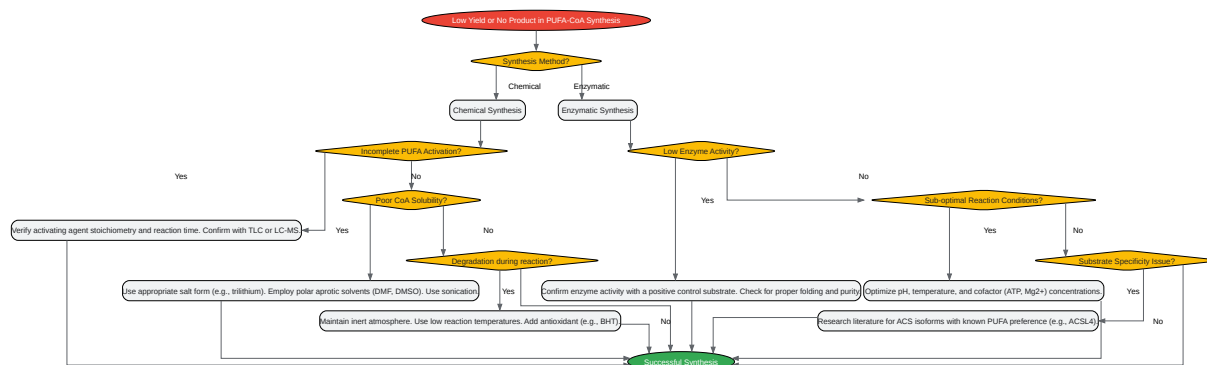 Low Yield or No Product in PUFA-CoA Synthesis
Synthesis Method?
Chemical
Enzymatic
Chemical Synthesis
Enzymatic Synthesis
Incomplete PUFA Activation?
Low Enzyme Activity?
Yes
No
No
Poor CoA Solubility?
Yes
Sub-optimal Reaction Conditions?
Verify activating agent stoichiometry and reaction time. Confirm with TLC or LC-MS.
Yes
No
Yes
No
Degradation during reaction?
Substrate Specificity Issue?
Use appropriate salt form (e.g., trilithium). Employ polar aprotic solvents (DMF, DMSO). Use sonication.
Yes
Confirm enzyme activity with a positive control substrate. Check for proper folding and purity.
Optimize pH, temperature, and cofactor (ATP, Mg2+) concentrations.
Yes
Maintain inert atmosphere. Use low reaction temperatures. Add antioxidant (e.g., BHT).
No
Research literature for ACS isoforms with known PUFA preference (e.g., ACSL4).
No
Successful Synthesis